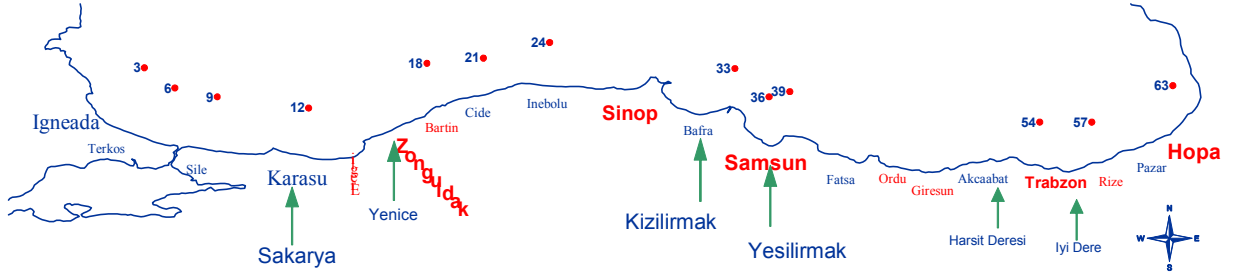 3
6
9
12
18
21
24
33
36
39
54
57
63
Igneada
Terkos
Sile
Karasu
Zonguldak
Bartin
Cide
Inebolu
Sinop
Bafra
Samsun
Fatsa
Ordu
Giresun
Akcaabat
Trabzon
Rize
Pazar
Hopa
Sakarya
Yenice
Kizilirmak
Yesilirmak
Harsit Deresi
Iyi Dere
N
W
E
S